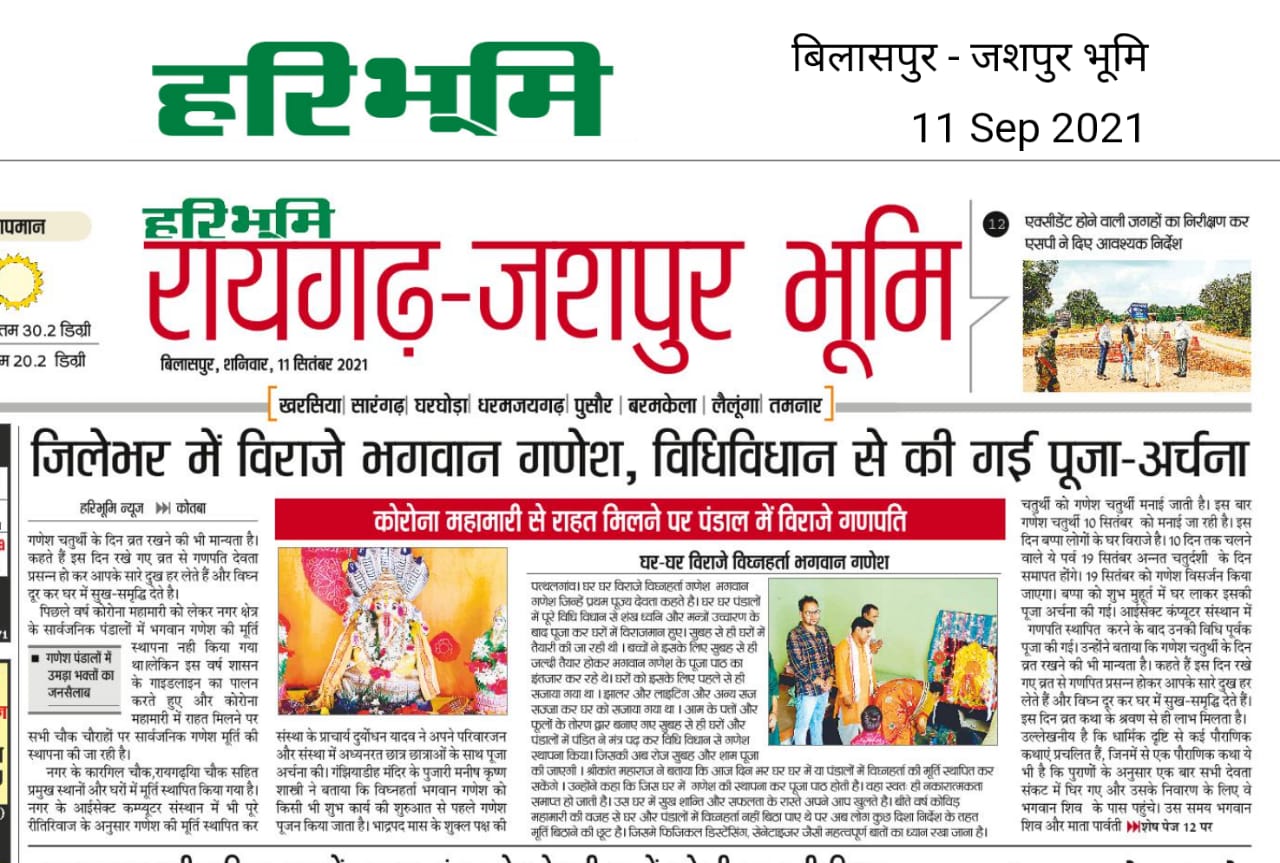 हरिभूमि
बिलासपुर - जशपुर भूमि
11 Sep 2021
हरिभूमि
रायगढ़-जशपुर भूमि
बिलासपुर, शनिवार, 11 सितंबर 2021
30.2 डिग्री
20.2 डिग्री
12
एक्सीडेंट होने वाली जगहों का निरीक्षण कर
एसपी ने दिए आवश्यक निर्देश
खरसिया| सारंगढ़| घरघोड़ा| धरमजयगढ़| पुसौर | बरमकेला | लैलूंगा| तमनार
जिलेभर में विराजे भगवान गणेश, विधिविधान से की गई पूजा-अर्चना
हरिभूमि न्यूज ▶▶ कोतबा
गणेश चतुर्थी के दिन व्रत रखने की भी मान्यता है।
कहते हैं इस दिन रखे गए व्रत से गणपति देवता
प्रसन्न हो कर आपके सारे दुख हर लेते हैं और विघ्न
दूर कर घर में सुख-समृद्धि देते है।
पिछले वर्ष कोरोना महामारी को लेकर नगर क्षेत्र
के सार्वजनिक पंडालों में भगवान गणेश की मूर्ति
स्थापना नही किया गया
था।लेकिन इस वर्ष शासन
के गाइडलाइन का पालन
करते हुए और कोरोना
महामारी में राहत मिलने पर
■ गणेश पंडालों में
उमड़ा भक्तों का
जनसैलाब
सभी चौक चौराहों पर सार्वजनिक गणेश मूर्ति की
स्थापना की जा रही है।
नगर के कारगिल चौक,रायगढ़िया चौक सहित
प्रमुख स्थानों और घरों में मूर्ति स्थापित किया गया है।
नगर के आईसेक्ट कम्प्यूटर संस्थान में भी पूरे
रीतिरिवाज के अनुसार गणेश की मूर्ति स्थापित कर
कोरोना महामारी से राहत मिलने पर पंडाल में विराजे गणपति
संस्था के प्राचार्य दुर्योधन यादव ने अपने परिवारजन
और संस्था में अध्यनरत छात्र छात्राओं के साथ पूजा
अर्चना की। गंझियाडीह मंदिर के पुजारी मनीष कृष्ण
शास्त्री ने बताया कि विघ्नहर्ता भगवान गणेश को
किसी भी शुभ कार्य की शुरुआत से पहले गणेश
पूजन किया जाता है। भाद्रपद मास के शुक्ल पक्ष की
घर-घर विराजे विघ्नहर्ता भगवान गणेश
पत्थलगांव। घर घर विराजे विघ्नहर्ता गणेश भगवान
गणेश जिन्हें प्रथम पूज्य देवता कहते है। घर घर पंडालों
में पूरे विधि विधान से शंख ध्वनि और मन्त्रों उच्चारण के
बाद पूजा कर घरों में विराजमान हुए। सुबह से ही घरों में
तैयारी की जा रही थी । बच्चों ने इसके लिए सुबह से ही
जल्दी तैयार होकर भगवान गणेश के पूजा पाठ का
इंतजार कर रहे थे। घरों को इसके लिए पहले से ही
सजाया गया था । झालर और लाइटिंग और अन्य सज
सज्जा कर घर को सजाया गया था । आम के पत्तों और
फूलों के तोरण द्वार बनाए गए सुबह से ही घरों और
पंडालों में पंडित ने मंत्र पढ़ कर विधि विधान से गणेश
स्थापना किया। जिसकी अब रोज सुबह और शाम पूजा
की जाएगी । श्रीकांत महाराज ने बताया कि आज दिन भर घर घर में या पंडालों में विघ्नहर्ता की मूर्ति स्थापित कर
सकेंगे । उन्होंने कहा कि जिस घर में गणेश की स्थापना कर पूजा पाठ होती है। वहा स्वतः ही नकारात्मकता
समाप्त हो जाती है। उस घर में सुख शान्ति और सफलता के रास्ते अपने आप खुलते है। बीते वर्ष कोविड
महामारी की वजह से घर और पंडालों में विघ्नहर्ता नहीं बिठा पाए थे पर अब लोग कुछ दिशा निर्देश के तहत
मूर्ति बिठाने की छूट है। जिसमे फिजिकल डिस्टेंसिंग, सेनेटाइजर जैसी महत्वपूर्ण बातों का ध्यान रखा जाना है।
चतुर्थी को गणेश चतुर्थी मनाई जाती है। इस बार
गणेश चतुर्थी 10 सितंबर को मनाई जा रही है। इस
दिन बप्पा लोगों के घर विराजे है। 10 दिन तक चलने
वाले ये पर्व 19 सितंबर अन्नत चतुर्दशी के दिन
समापत होंगे। 19 सितंबर को गणेश विसर्जन किया
जाएगा। बप्पा को शुभ मुहूर्त में घर लाकर इसकी
पूजा अर्चना की गई। आईसेक्ट कंप्यूटर संस्थान में
गणपति स्थापित करने के बाद उनकी विधि पूर्वक
पूजा की गई। उन्होंने बताया कि गणेश चतुर्थी के दिन
व्रत रखने की भी मान्यता है। कहते हैं इस दिन रखे
गए व्रत से गणपित प्रसन्न होकर आपके सारे दुख हर
लेते हैं और विघ्न दूर कर घर में सुख-समृद्धि देते हैं।
इस दिन व्रत कथा के श्रवण से ही लाभ मिलता है।
उल्लेखनीय है कि धार्मिक दृष्टि से कई पौराणिक
कथाएं प्रचलित हैं, जिनमें से एक पौराणिक कथा ये
भी है कि पुराणों के अनुसार एक बार सभी देवता
संकट में घिर गए और उसके निवारण के लिए वे
भगवान शिव के पास पहुंचे। उस समय भगवान
शिव और माता पार्वती ▶▶शेष पेज 12 पर